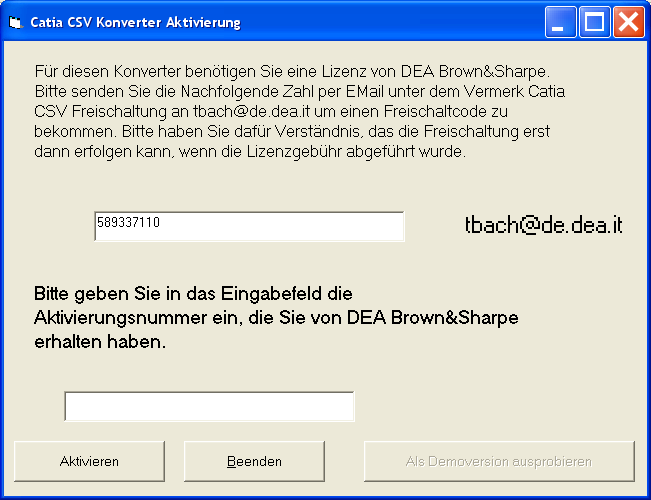 Catia CSV Konverter Aktivierung
Für diesen Konverter benötigen Sie eine Lizenz von DEA Brown&Sharpe.
Bitte senden Sie die Nachfolgende Zahl per EMail unter dem Vermerk Catia
CSV Freischaltung an tbach@de.dea.it um einen Freischaltcode zu
bekommen. Bitte haben Sie dafür Verständnis, das die Freischaltung erst
dann erfolgen kann, wenn die Lizenzgebühr abgeführt wurde.
589337110
tbach@de.dea.it
Bitte geben Sie in das Eingabefeld die
Aktivierungsnummer ein, die Sie von DEA Brown&Sharpe
erhalten haben.
Aktivieren
Beenden
Als Demoversion ausprobieren